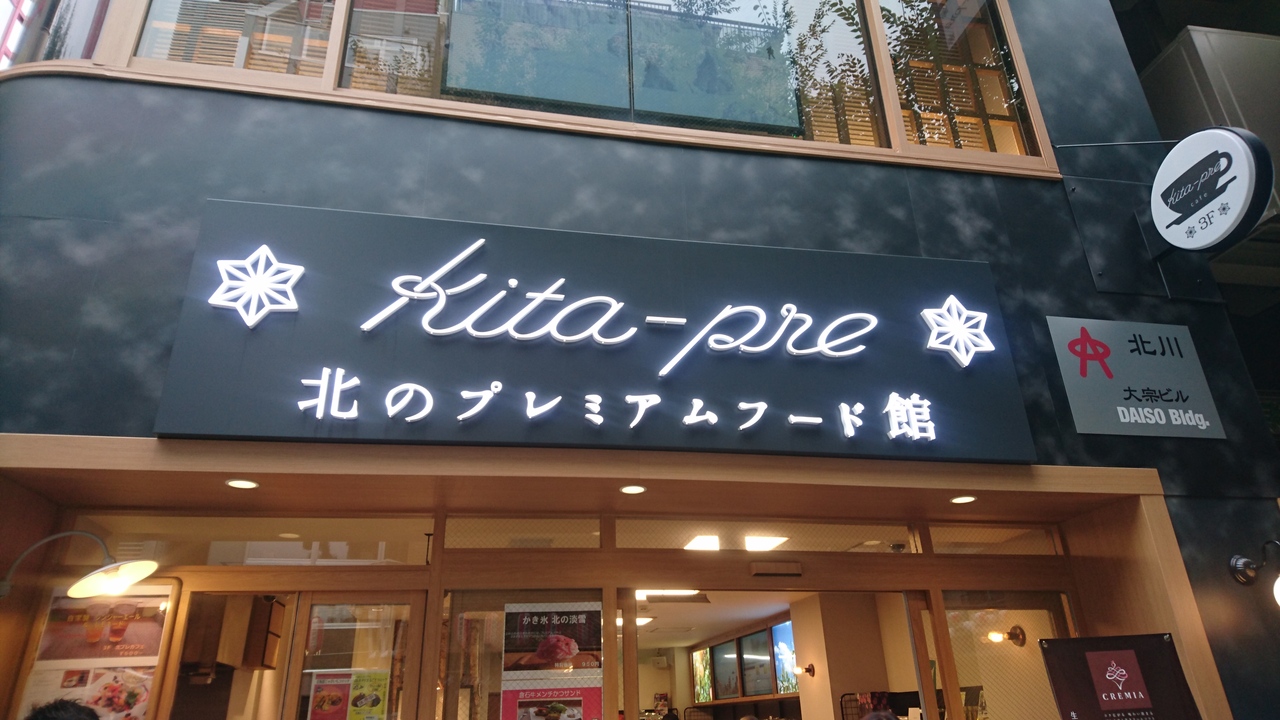 kita-pre
cafe
3F
kita-pre
北のプレミアムフード館
北川
大宗ビル
DAISO Bldg.
かき氷 北の淡雪
CREMIA